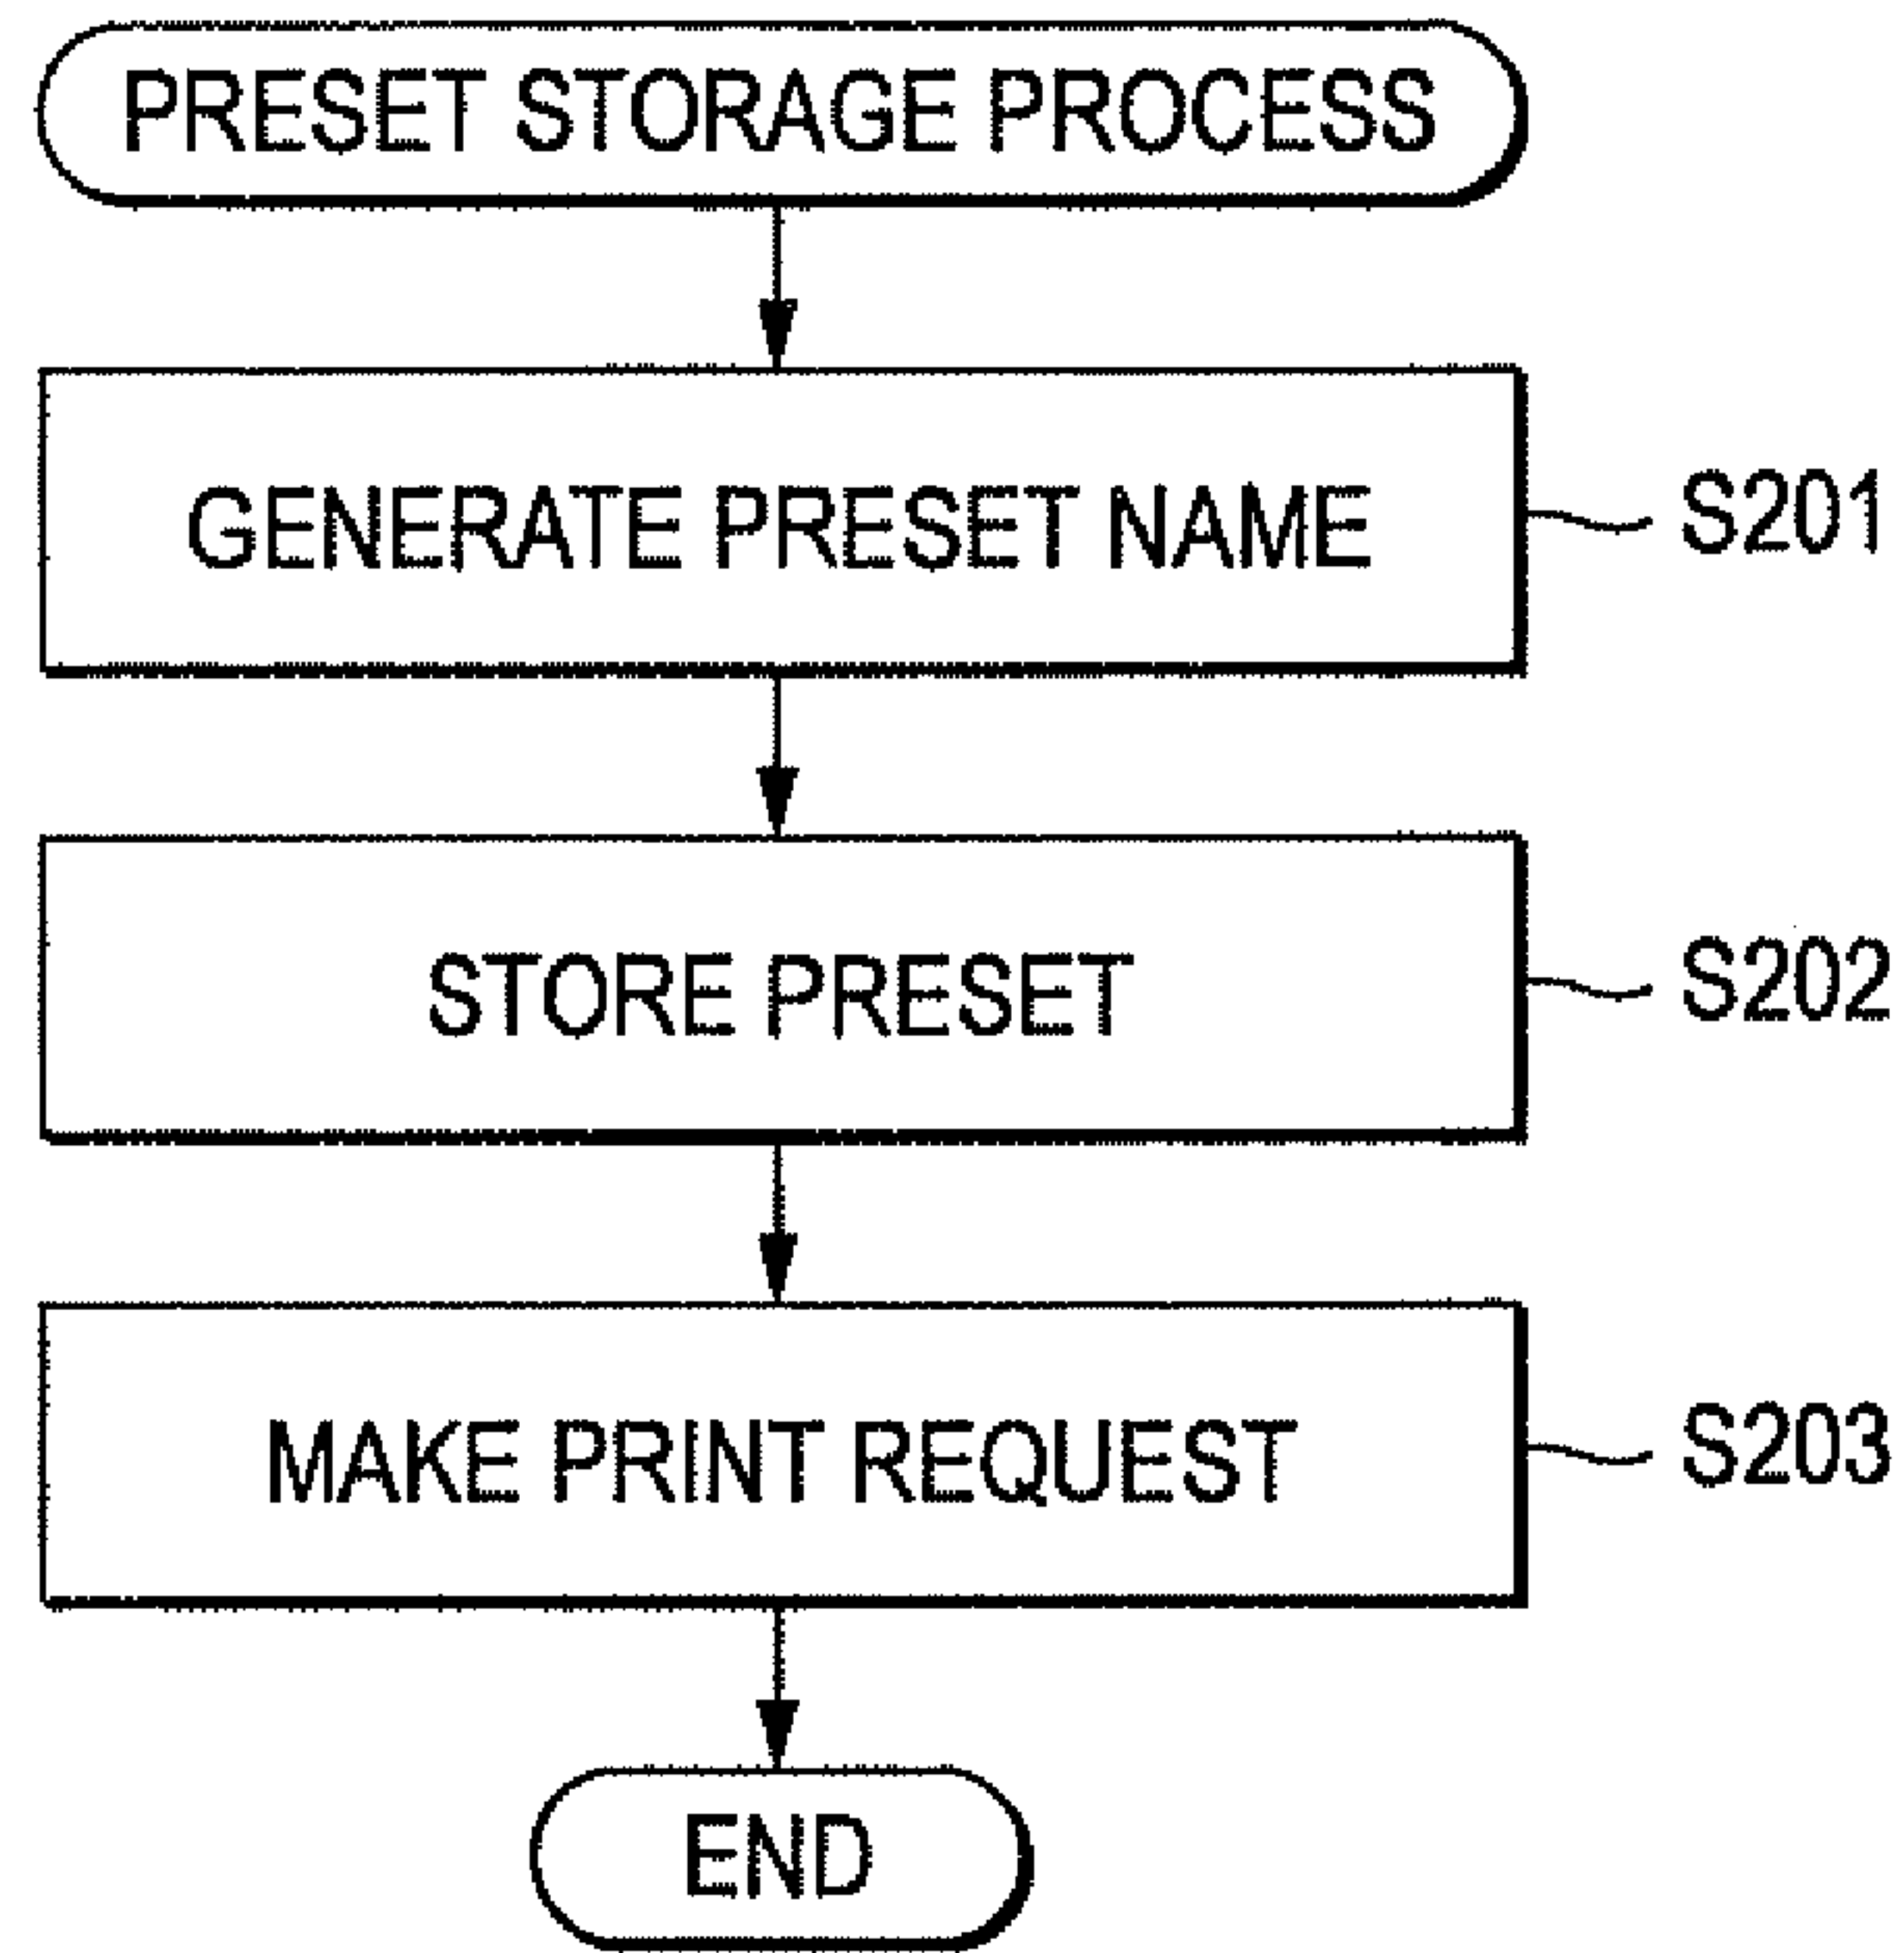 PRESET STORAGE PROCESS
GENERATE PRESET NAME
S201
STORE PRESET
S202
MAKE PRINT REQUEST
S203
END